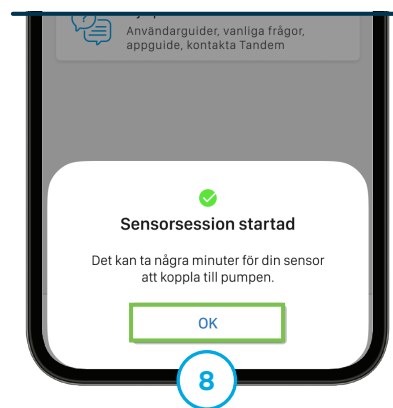 Användarguider, vanliga frågor,
appguide, kontakta Tandem
Sensorsession startad
Det kan ta några minuter för din sensor
att koppla till pumpen.
OK
8